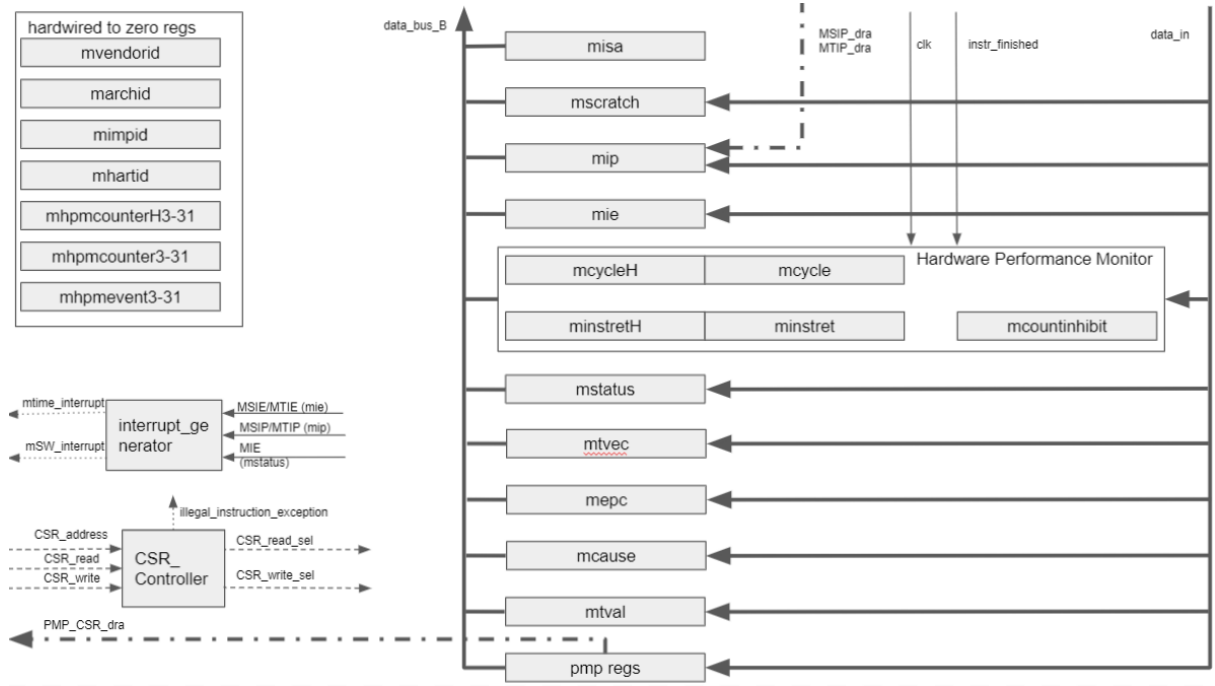 hardwired to zero regs
mvendorid
marchid
mimpid
mhartid
mhpmcounterH3-31
mhpmcounter3-31
mhpmevent3-31
data_bus_B
misa
MSIP_dra
MTIP_dra
clk
instr_finished
data_in
mscratch
mip
mie
Hardware Performance Monitor
mcycleH
mcycle
minstretH
minstret
mcountinhibit
mstatus
mtvec
mepc
mcause
mtval
pmp regs
mtime_interrupt
mSW_interrupt
interrupt_ge
nerator
MSIE/MTIE (mie)
MSIP/MTIP (mip)
MIE
(mstatus)
illegal_instruction_exception
CSR_address
CSR_read
CSR_write
CSR_
Controller
CSR_read_sel
CSR_write_sel
PMP_CSR_dra